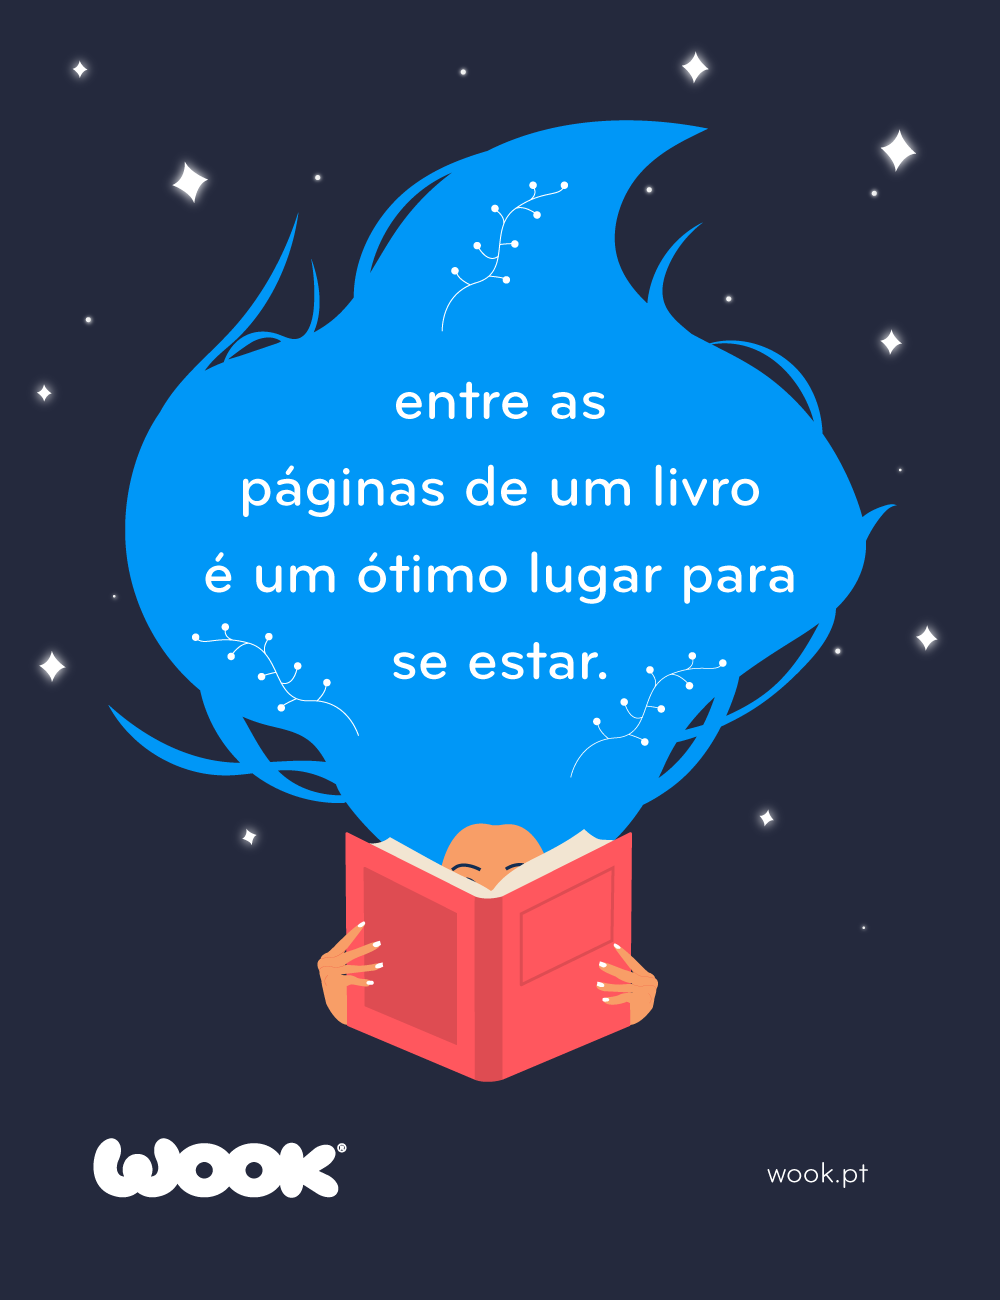 entre as
páginas de um livro
é um ótimo lugar para
se estar.
WOOK®
wook.pt